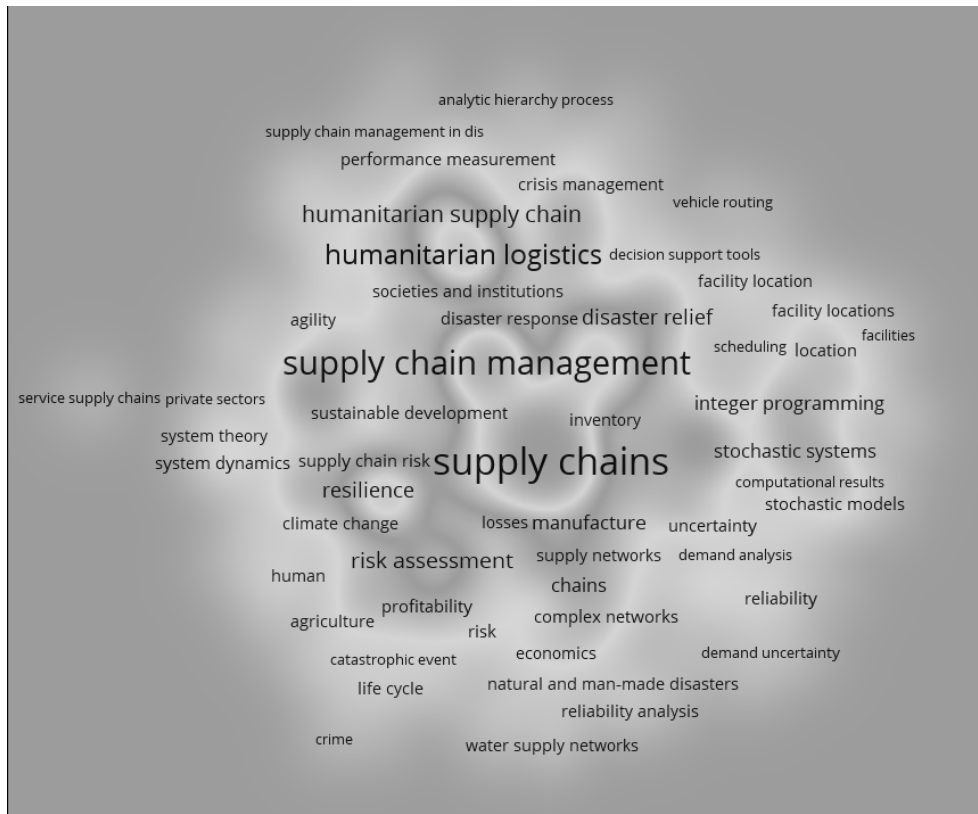 analytic hierarchy process
supply chain management in dis
performance measurement
crisis management
vehicle routing
humanitarian supply chain
humanitarian logistics
decision support tools
facility location
societies and institutions
facility locations
agility
disaster response
disaster relief
facilities
scheduling
location
supply chain management
service supply chains
private sectors
integer programming
sustainable development
inventory
system theory
stochastic systems
system dynamics
supply chain risk
supply chains
computational results
resilience
stochastic models
climate change
losses
manufacture
uncertainty
risk assessment
supply networks
demand analysis
human
chains
reliability
profitability
agriculture
complex networks
risk
economics
demand uncertainty
catastrophic event
life cycle
natural and man-made disasters
reliability analysis
crime
water supply networks